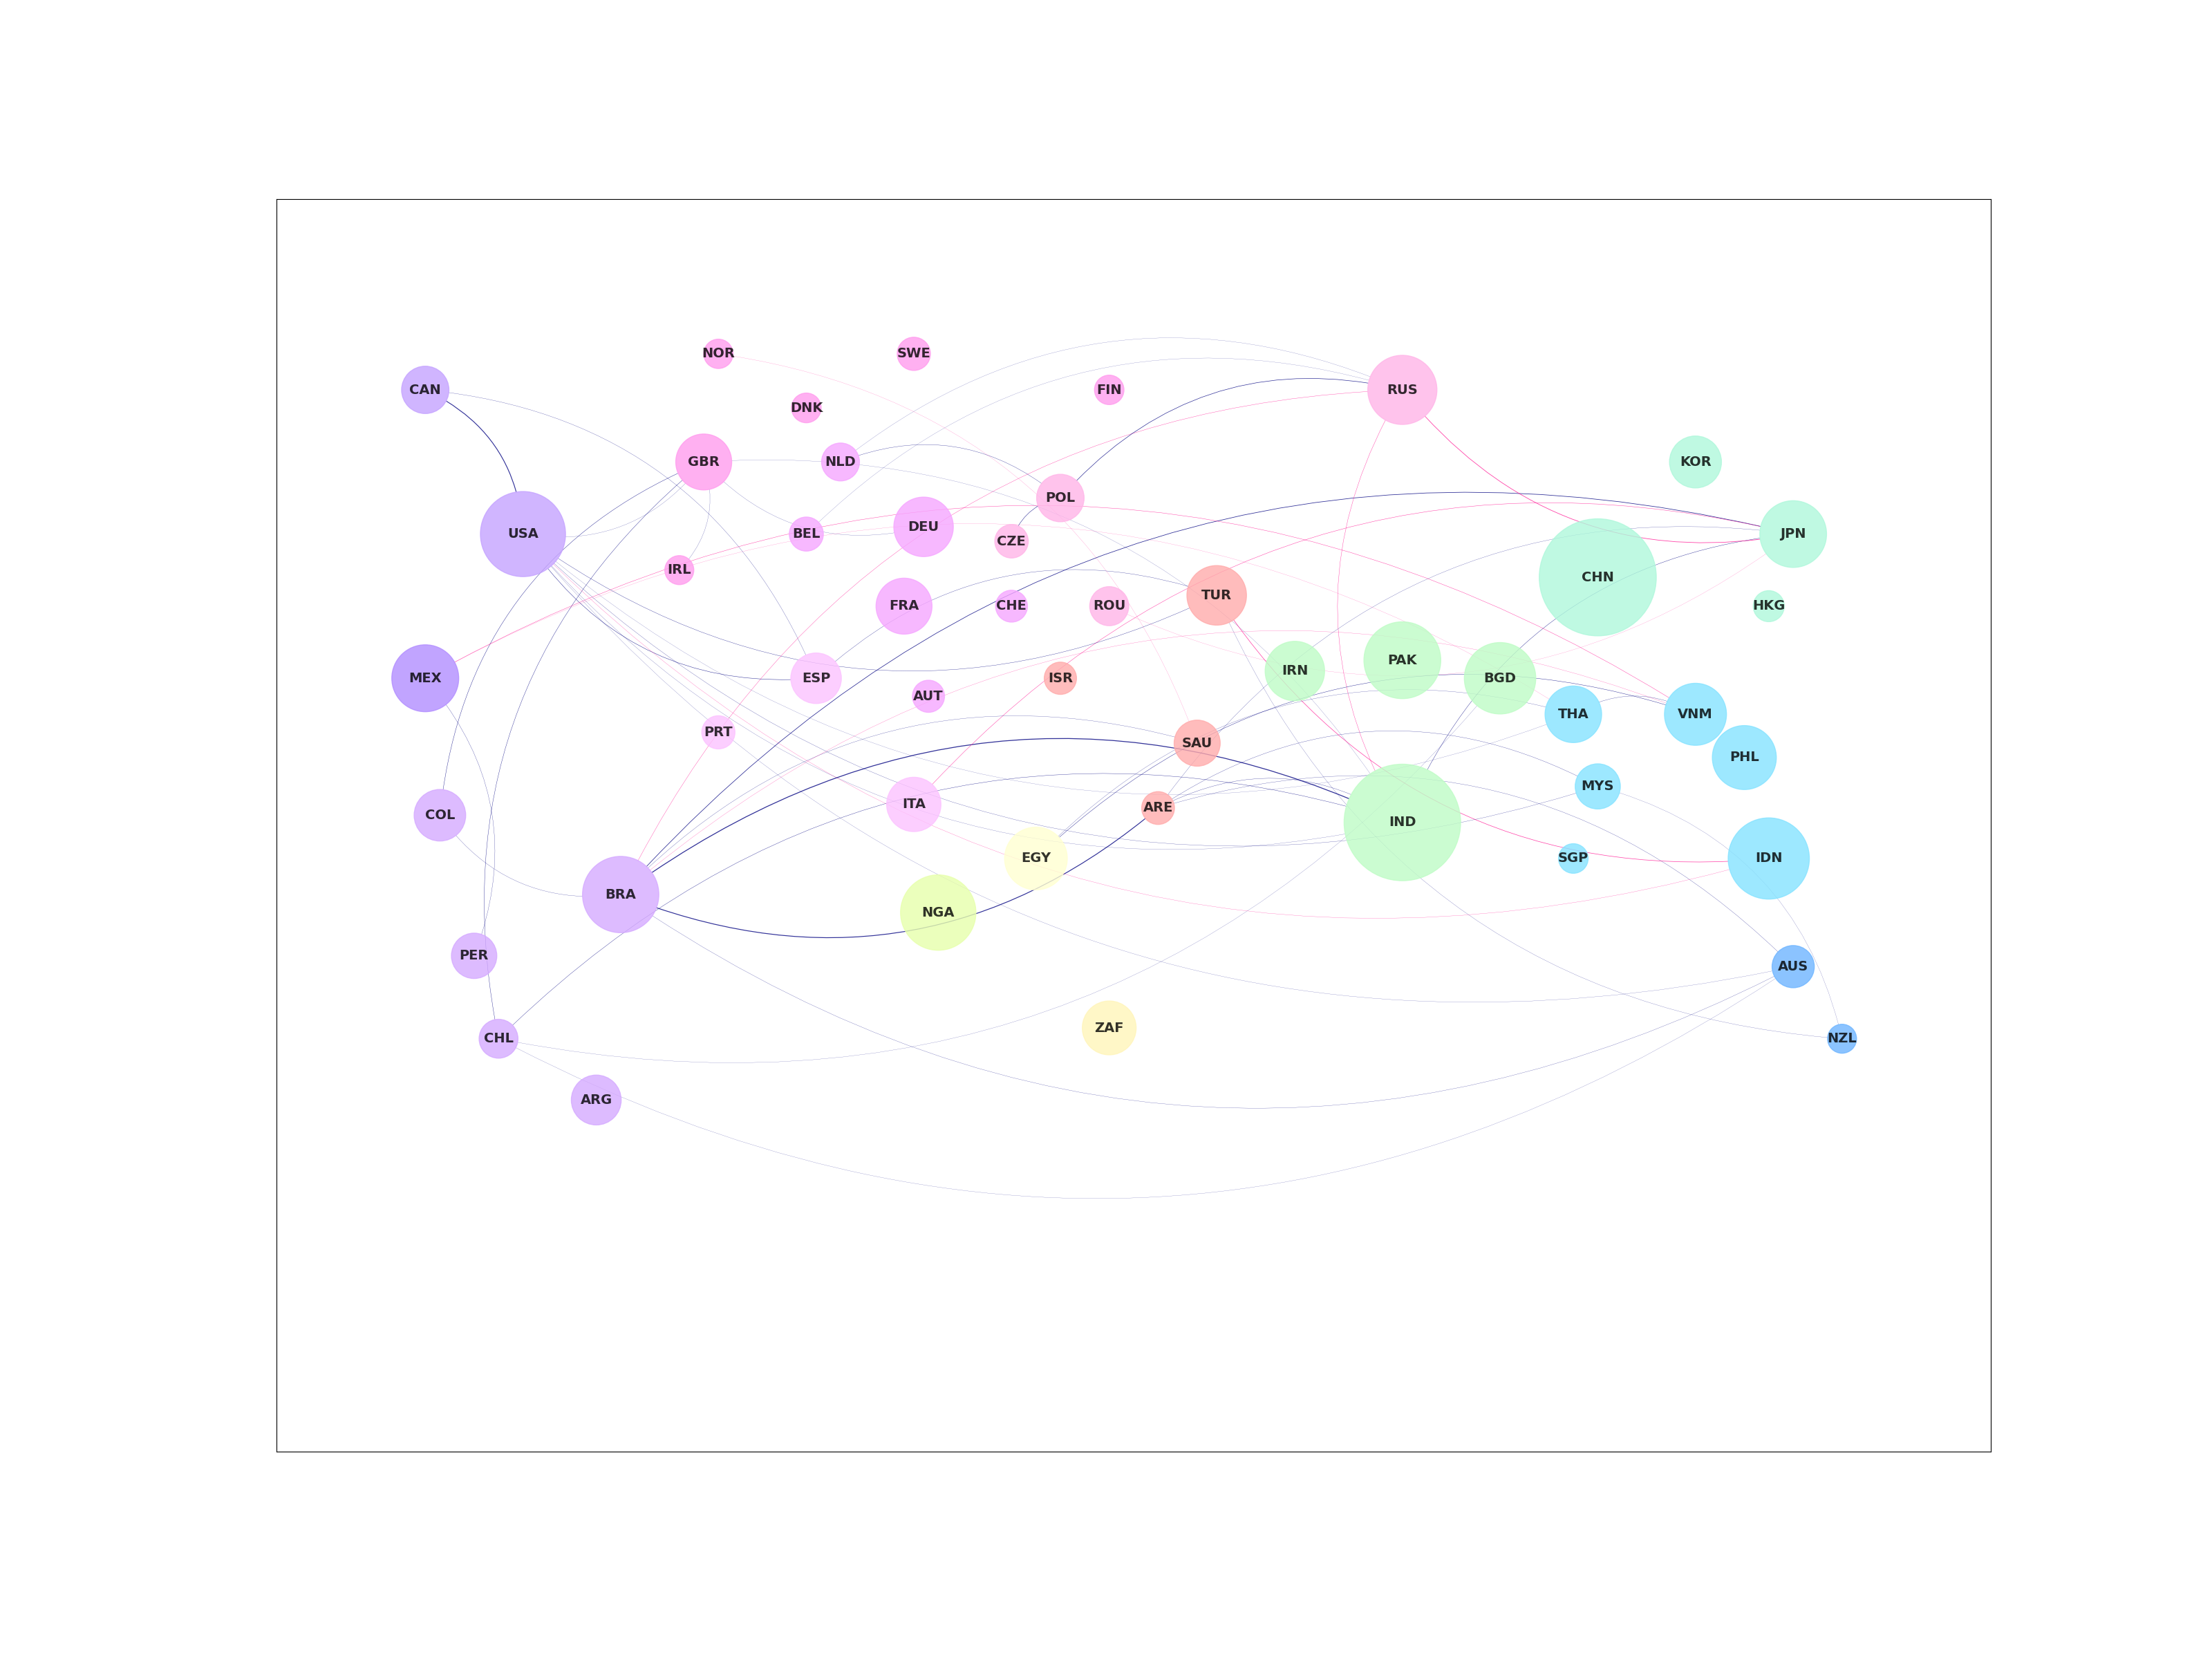 NOR
SWE
CAN
FIN
RUS
DNK
GBR
NLD
KOR
POL
DEU
USA
BEL
CZE
JPN
IRL
CHN
TUR
FRA
CHE
ROU
HKG
PAK
IRN
MEX
ESP
ISR
BGD
AUT
THA
VNM
PRT
SAU
PHL
MYS
ITA
ARE
COL
IND
EGY
SGP
IDN
BRA
NGA
PER
AUS
ZAF
CHL
NZL
ARG